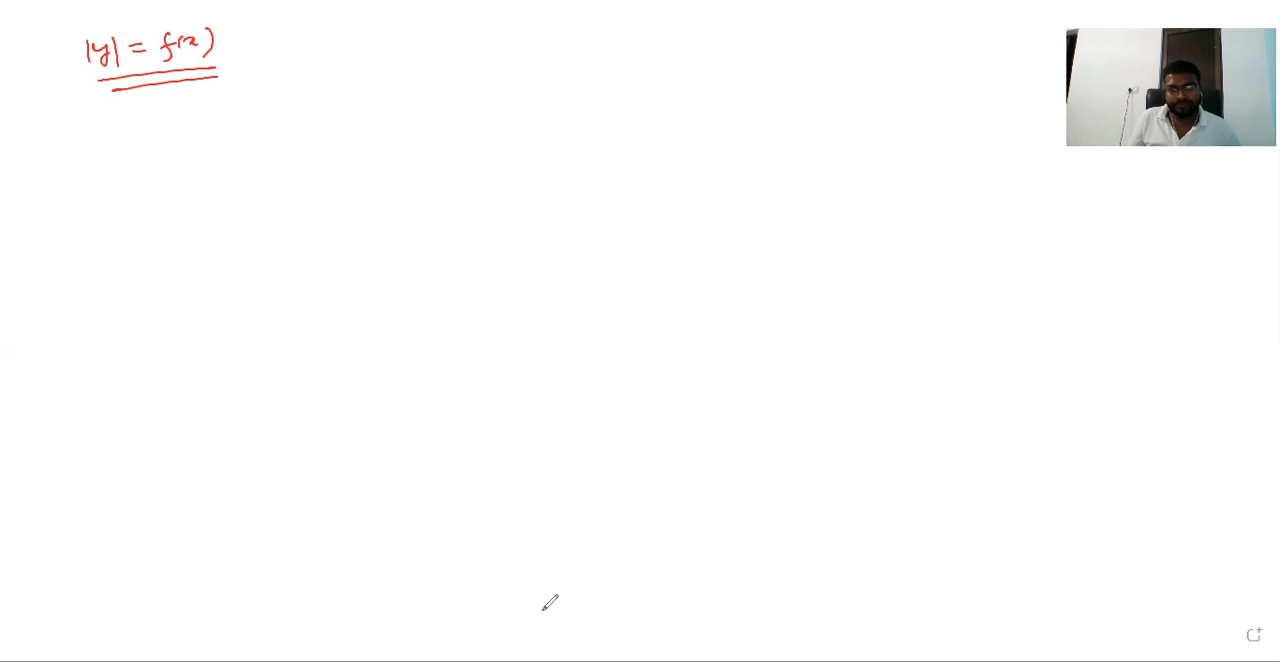 |y| = f(x)